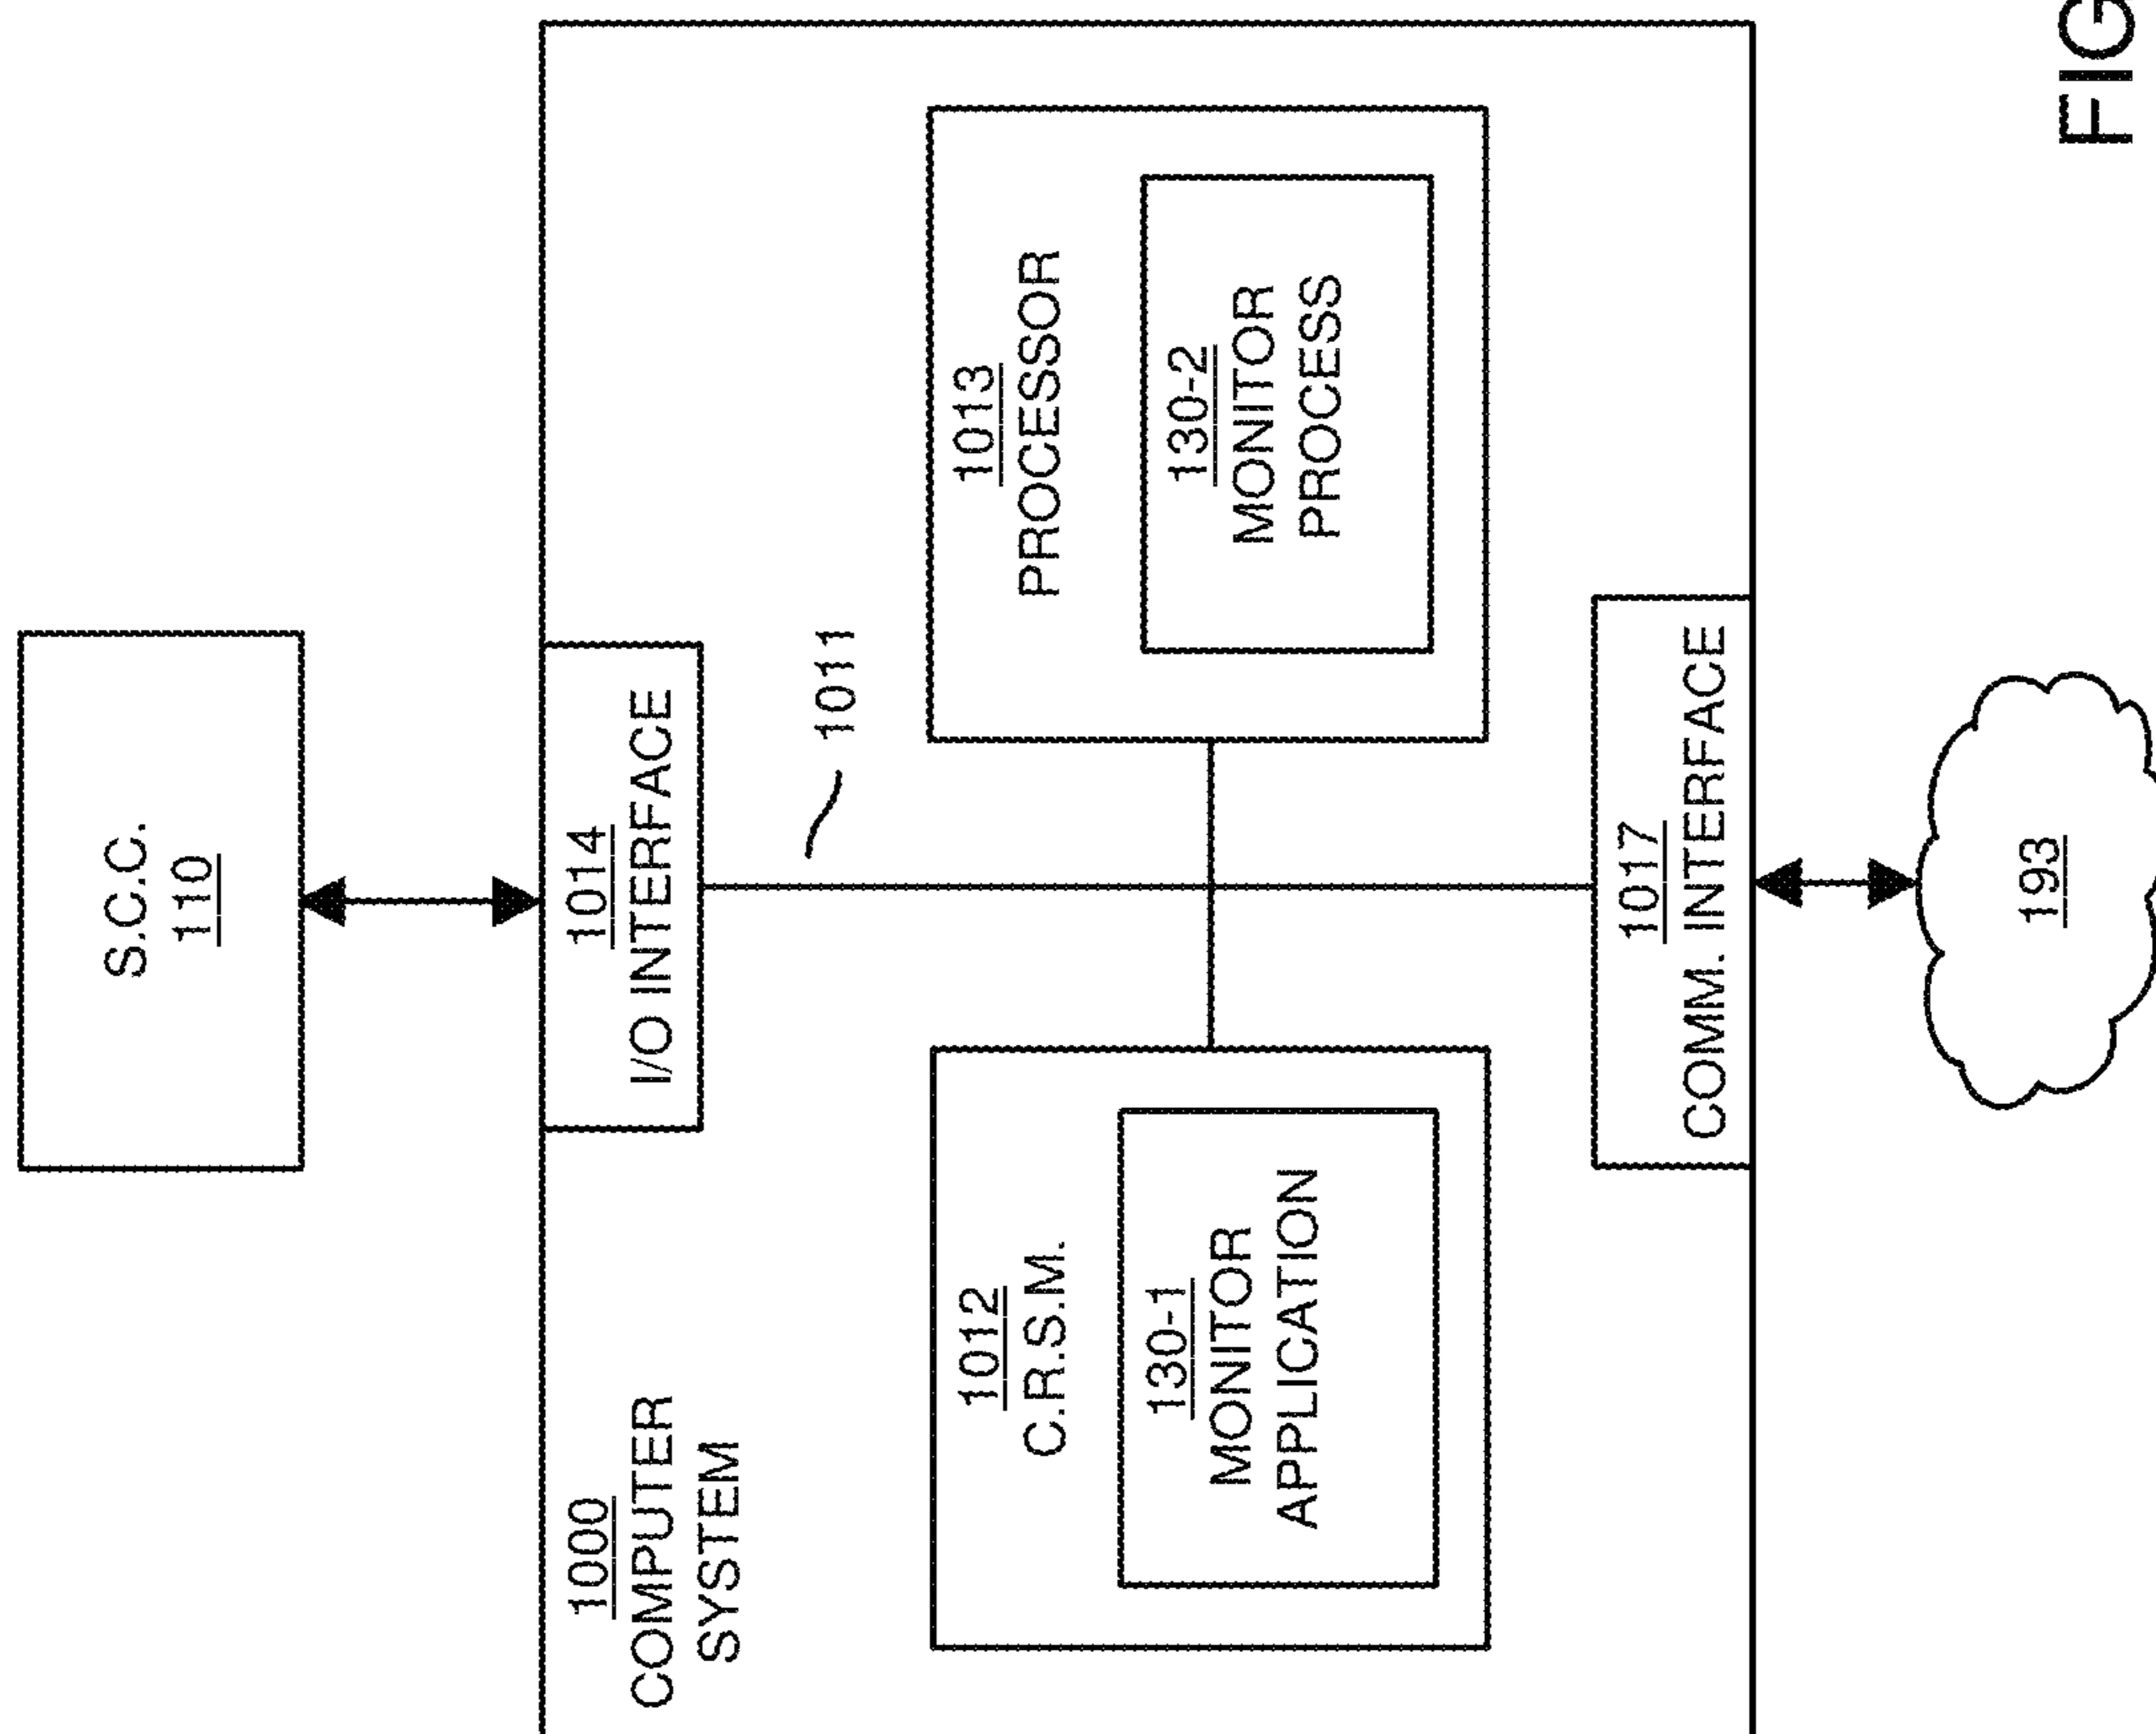 S.C.C.
110
1000
COMPUTER
SYSTEM
1014
I/O INTERFACE
1011
1012
C.R.S.M.
130-1
MONITOR
APPLICATION
1013
PROCESSOR
130-2
MONITOR
PROCESS
1017
COMM. INTERFACE
193
FIG